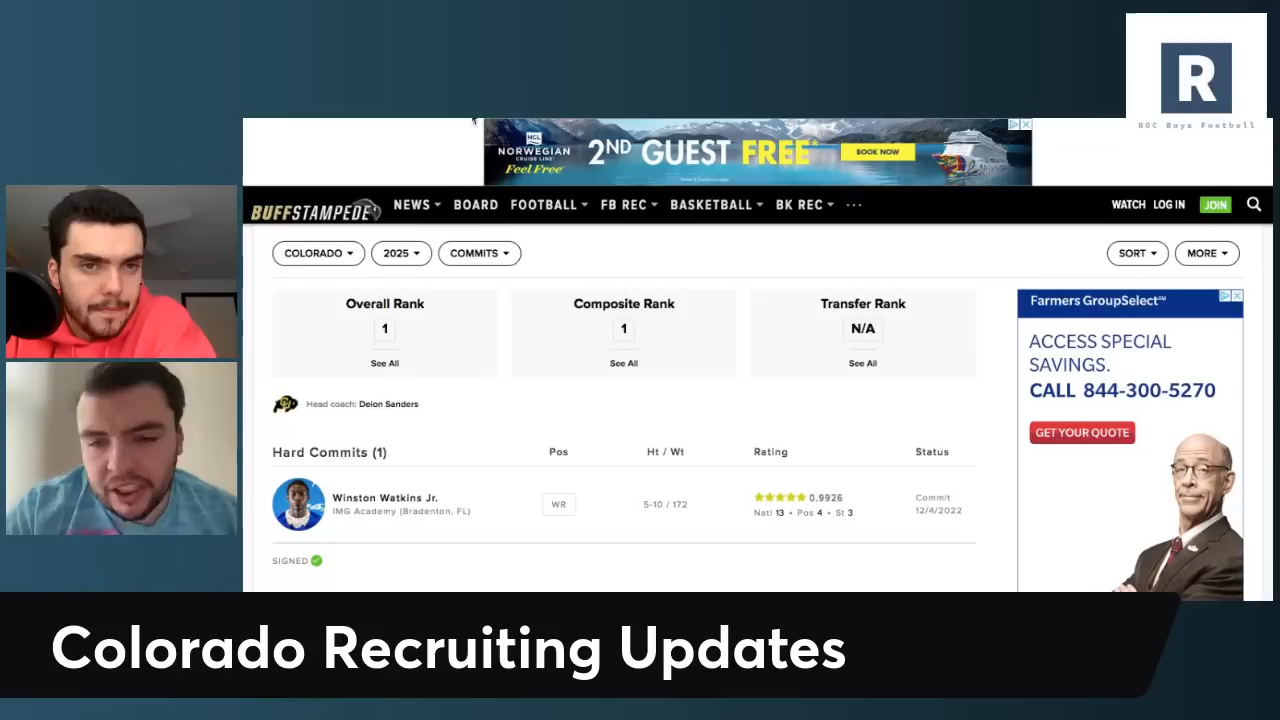 R
ROC Boys Football
NCL
NORWEGIAN
CRUISE LINE
Feel Free
2ND GUEST FREE*
BOOK NOW
BUFFSTAMPEDE
NEWS BOARD FOOTBALL FB REC BASKETBALL BK REC ...
WATCH LOG IN JOIN
COLORADO 2025 COMMITS
SORT MORE
Overall Rank Composite Rank Transfer Rank
1 1 N/A
See All See All See All
Head coach: Deion Sanders
Hard Commits (1) Pos Ht / Wt Rating Status
Winston Watkins Jr.
IMG Academy (Bradenton, FL)
WR
5-10 / 172
0.9926
Natl 13 • Pos 4 • St 3
Commit
12/4/2022
SIGNED
Farmers GroupSelect℠
ACCESS SPECIAL
SAVINGS.
CALL 844-300-5270
GET YOUR QUOTE
Colorado Recruiting Updates